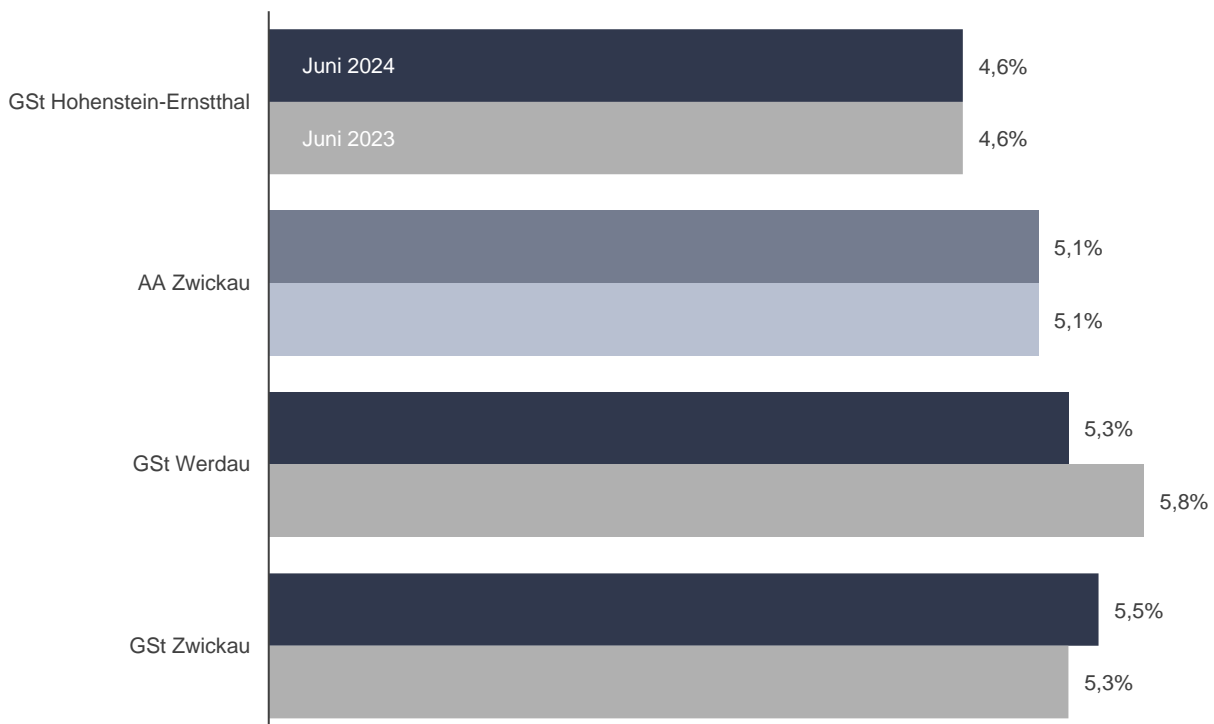 Juni 2024
4,6%
GSt Hohenstein-Ernstthal
Juni 2023
4,6%
5,1%
AA Zwickau
5,1%
5,3%
GSt Werdau
5,8%
5,5%
GSt Zwickau
5,3%